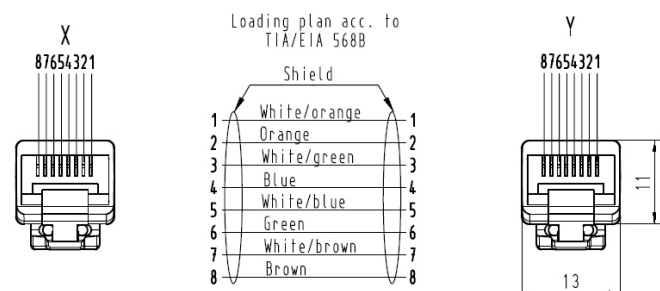 X
87654321
Loading plan acc. to
TIA/EIA 568B
Shield
1 White/orange 1
2 Orange 2
3 White/green 3
4 Blue 4
5 White/blue 5
6 Green 6
7 White/brown 7
8 Brown 8
Y
87654321
11
13